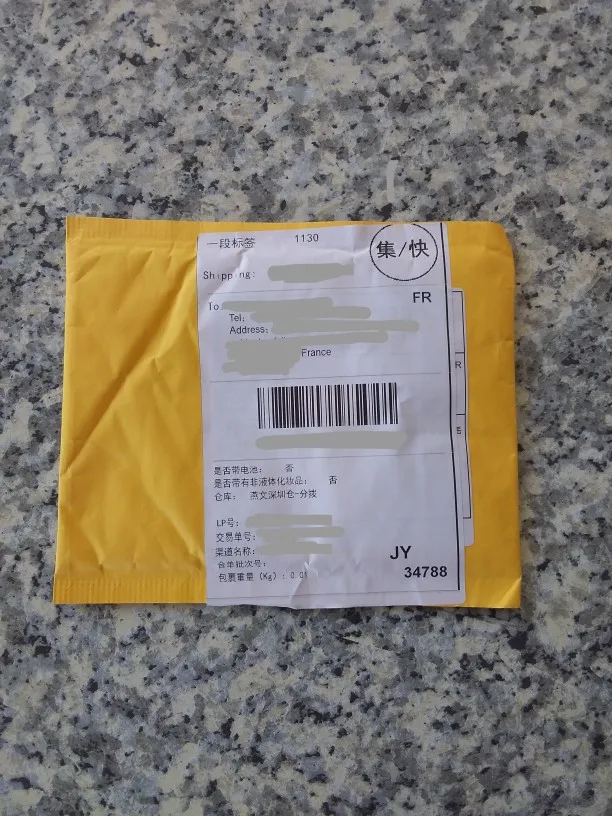 一段标签 1130
集/快
Shipping:
To
FR
Tel:
Address:
France
是否带电池： 否
是否带有非液体化妆品： 否
仓库： 燕文深圳仓-分拨
LP号：
交易单号：
渠道名称：
合单批次号：
包裹重量（Kg）：0.01
JY
34788
R